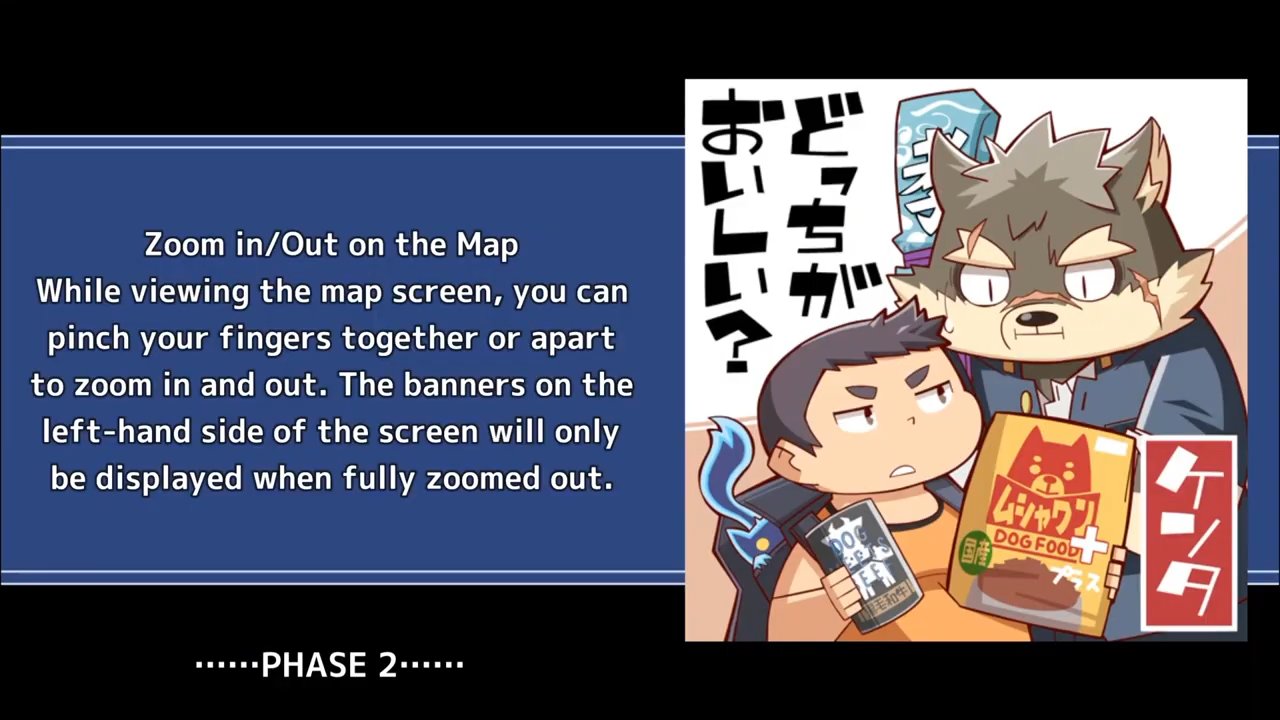 Zoom in/Out on the Map
While viewing the map screen, you can
pinch your fingers together or apart
to zoom in and out. The banners on the
left-hand side of the screen will only
be displayed when fully zoomed out.
······PHASE 2······
どっちが
おいしい?
ムシャワン
DOG FOOD
+
プラス
国産
DOG
ケンタ